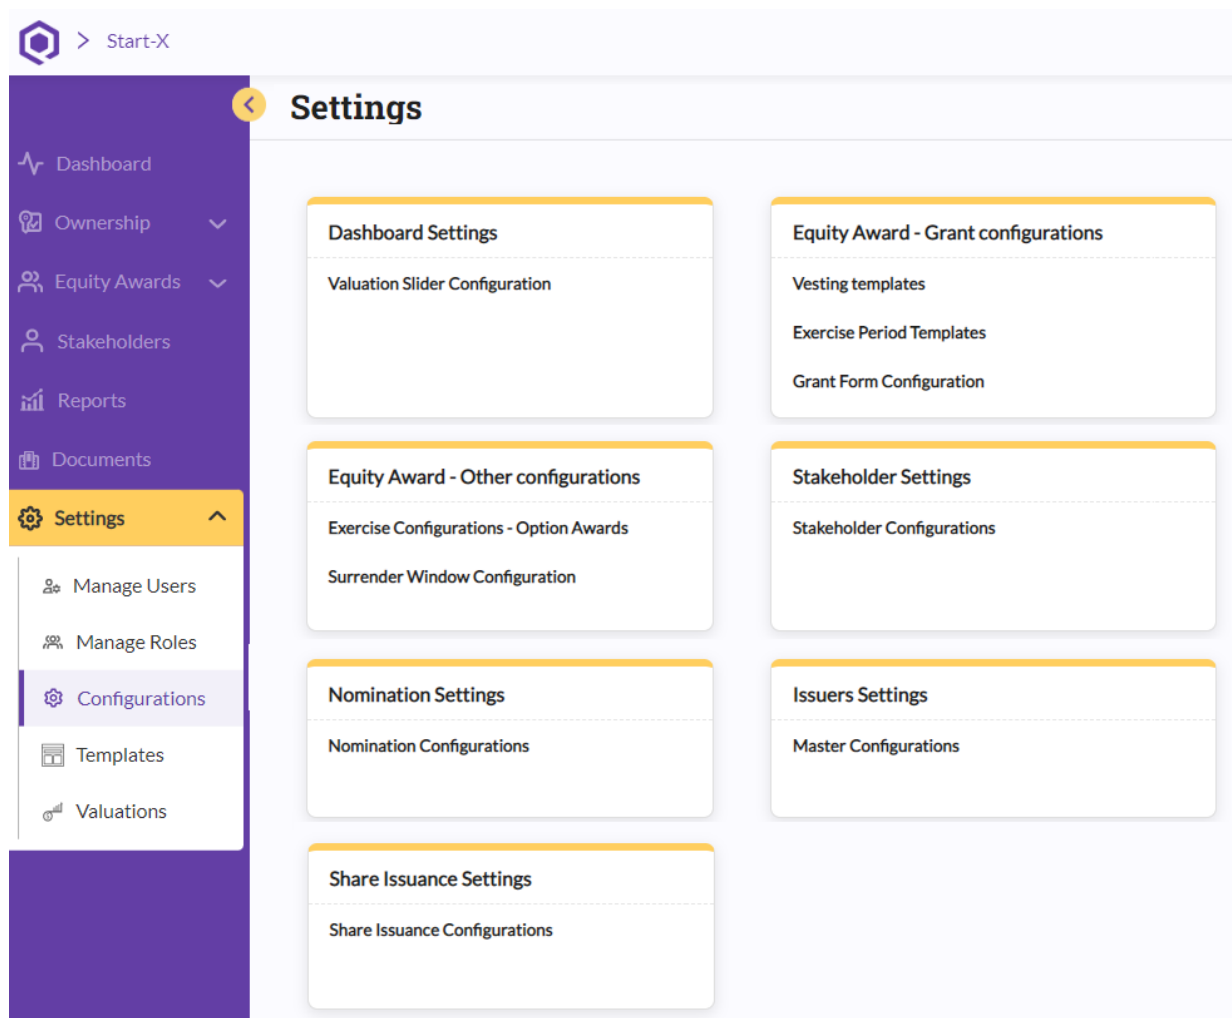 Start-X
Settings
Dashboard
Ownership
Equity Awards
Stakeholders
Reports
Documents
Settings
Manage Users
Manage Roles
Configurations
Templates
Valuations
Dashboard Settings
Valuation Slider Configuration
Equity Award - Grant configurations
Vesting templates
Exercise Period Templates
Grant Form Configuration
Equity Award - Other configurations
Exercise Configurations - Option Awards
Surrender Window Configuration
Stakeholder Settings
Stakeholder Configurations
Nomination Settings
Nomination Configurations
Issuers Settings
Master Configurations
Share Issuance Settings
Share Issuance Configurations